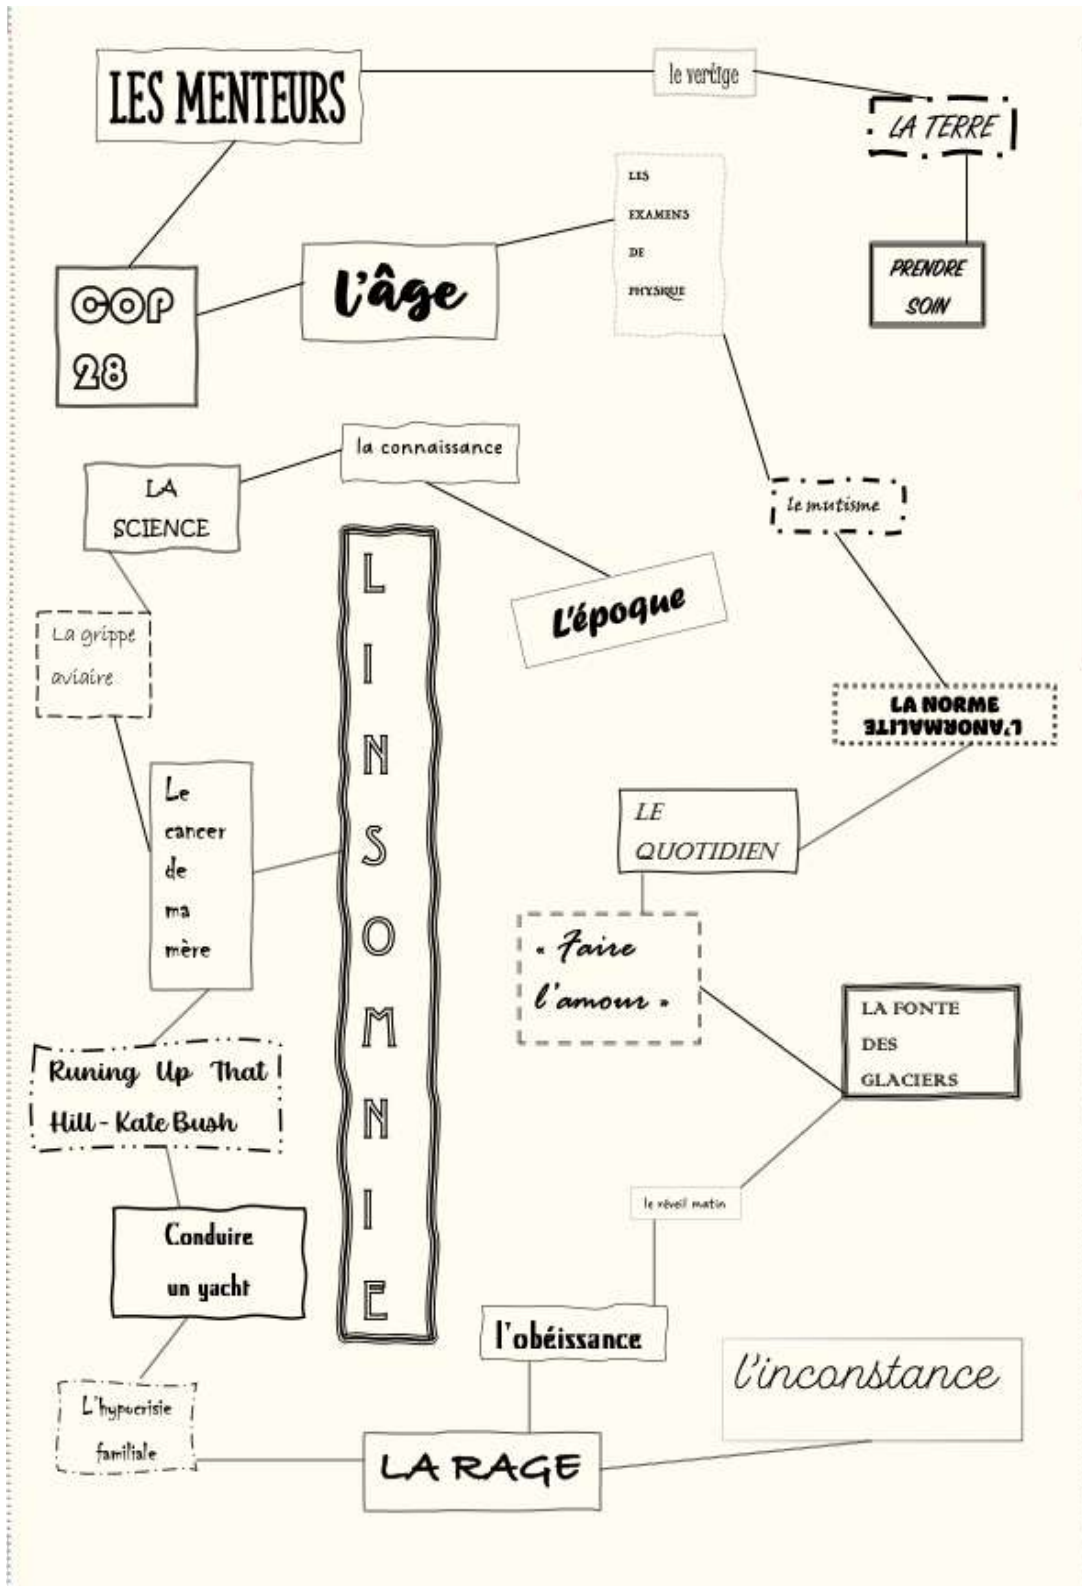 LES MENTEURS
le vertige
LA TERRE
LES
EXAMENS
DE
PHYSIQUE
PRENDRE
SOIN
l'âge
COP
28
la connaissance
LA
SCIENCE
le mutisme
L'époque
La grippe
aviaire
LINSOMNIE
LA NORME
L'ANORMALITE
Le
cancer
de
ma
mère
LE
QUOTIDIEN
« Faire
l'amour »
LA FONTE
DES
GLACIERS
Runing Up That
Hill - Kate Bush
le réveil matin
Conduire
un yacht
l'obéissance
l'inconstance
L'hypocrisie
familiale
LA RAGE